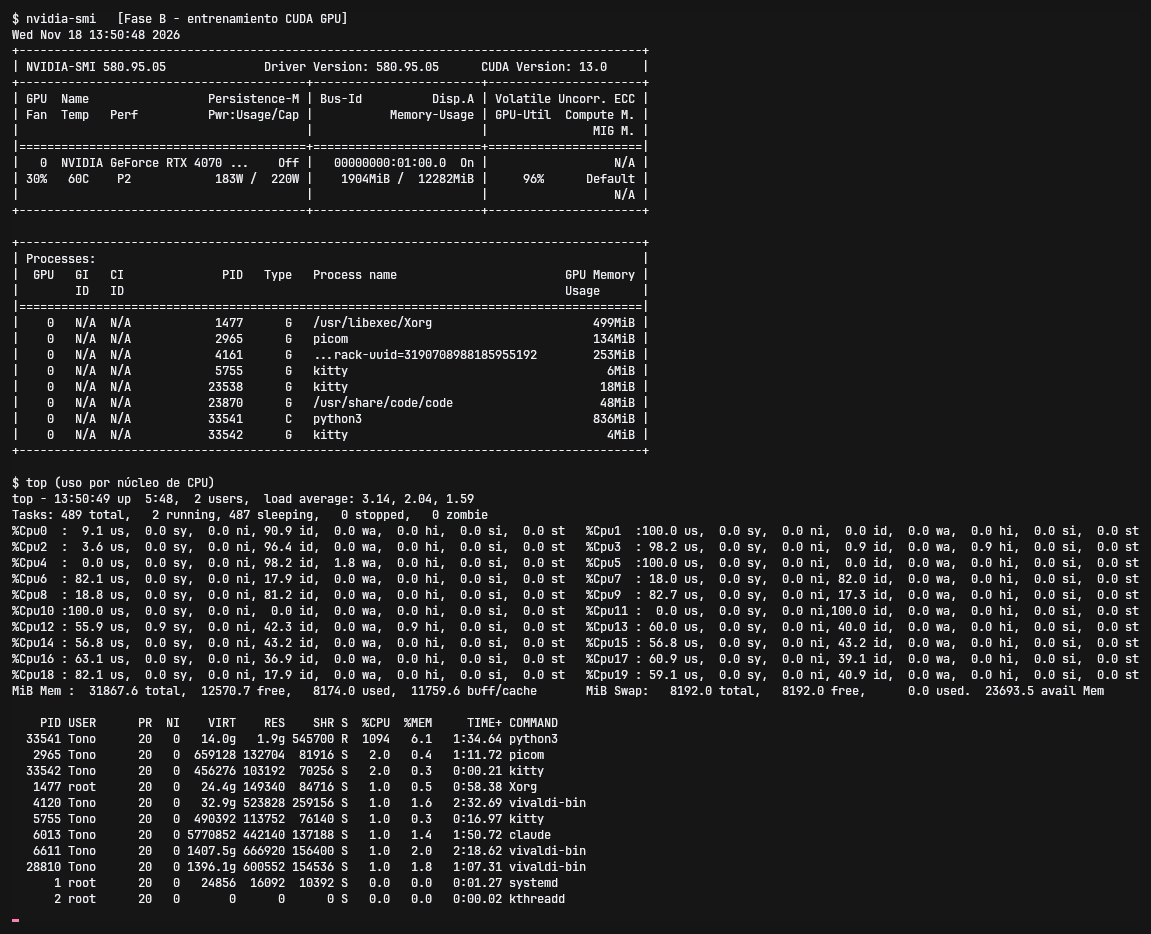 $ nvidia-smi   [Fase B - entrenamiento CUDA GPU]
Wed Nov 18 13:50:48 2026
+-----------------------------------------------------------------------------------------+
| NVIDIA-SMI 580.95.05              Driver Version: 580.95.05      CUDA Version: 13.0     |
+-----------------------------------------+------------------------+----------------------+
| GPU  Name                 Persistence-M | Bus-Id          Disp.A | Volatile Uncorr. ECC |
| Fan  Temp   Perf          Pwr:Usage/Cap |           Memory-Usage | GPU-Util  Compute M. |
|                                         |                        |               MIG M. |
|=========================================+========================+======================|
|   0  NVIDIA GeForce RTX 4070 ...    Off |   00000000:01:00.0  On |                  N/A |
| 30%   60C    P2            183W /  220W |    1904MiB /  12282MiB |     96%      Default |
|                                         |                        |                  N/A |
+-----------------------------------------+------------------------+----------------------+

+-----------------------------------------------------------------------------------------+
| Processes:                                                                              |
|  GPU   GI   CI              PID   Type   Process name                        GPU Memory |
|        ID   ID                                                               Usage      |
|=========================================================================================|
|    0   N/A  N/A            1477      G   /usr/libexec/Xorg                       499MiB |
|    0   N/A  N/A            2965      G   picom                                   134MiB |
|    0   N/A  N/A            4161      G   ...rack-uuid=3190708988185955192        253MiB |
|    0   N/A  N/A            5755      G   kitty                                     6MiB |
|    0   N/A  N/A           23538      G   kitty                                    18MiB |
|    0   N/A  N/A           23870      G   /usr/share/code/code                     48MiB |
|    0   N/A  N/A           33541      C   python3                                 836MiB |
|    0   N/A  N/A           33542      G   kitty                                     4MiB |
+-----------------------------------------------------------------------------------------+

$ top (uso por núcleo de CPU)
top - 13:50:49 up  5:48,  2 users,  load average: 3.14, 2.04, 1.59
Tasks: 489 total,   2 running, 487 sleeping,   0 stopped,   0 zombie
%Cpu0  :  9.1 us,  0.0 sy,  0.0 ni, 90.9 id,  0.0 wa,  0.0 hi,  0.0 si,  0.0 st   %Cpu1  :100.0 us,  0.0 sy,  0.0 ni,  0.0 id,  0.0 wa,  0.0 hi,  0.0 si,  0.0 st
%Cpu2  :  3.6 us,  0.0 sy,  0.0 ni, 96.4 id,  0.0 wa,  0.0 hi,  0.0 si,  0.0 st   %Cpu3  : 98.2 us,  0.0 sy,  0.0 ni,  0.9 id,  0.0 wa,  0.9 hi,  0.0 si,  0.0 st
%Cpu4  :  0.0 us,  0.0 sy,  0.0 ni, 98.2 id,  1.8 wa,  0.0 hi,  0.0 si,  0.0 st   %Cpu5  :100.0 us,  0.0 sy,  0.0 ni,  0.0 id,  0.0 wa,  0.0 hi,  0.0 si,  0.0 st
%Cpu6  : 82.1 us,  0.0 sy,  0.0 ni, 17.9 id,  0.0 wa,  0.0 hi,  0.0 si,  0.0 st   %Cpu7  : 18.0 us,  0.0 sy,  0.0 ni, 82.0 id,  0.0 wa,  0.0 hi,  0.0 si,  0.0 st
%Cpu8  : 18.8 us,  0.0 sy,  0.0 ni, 81.2 id,  0.0 wa,  0.0 hi,  0.0 si,  0.0 st   %Cpu9  : 82.7 us,  0.0 sy,  0.0 ni, 17.3 id,  0.0 wa,  0.0 hi,  0.0 si,  0.0 st
%Cpu10 :100.0 us,  0.0 sy,  0.0 ni,  0.0 id,  0.0 wa,  0.0 hi,  0.0 si,  0.0 st   %Cpu11 :  0.0 us,  0.0 sy,  0.0 ni,100.0 id,  0.0 wa,  0.0 hi,  0.0 si,  0.0 st
%Cpu12 : 55.9 us,  0.9 sy,  0.0 ni, 42.3 id,  0.0 wa,  0.9 hi,  0.0 si,  0.0 st   %Cpu13 : 60.0 us,  0.0 sy,  0.0 ni, 40.0 id,  0.0 wa,  0.0 hi,  0.0 si,  0.0 st
%Cpu14 : 56.8 us,  0.0 sy,  0.0 ni, 43.2 id,  0.0 wa,  0.0 hi,  0.0 si,  0.0 st   %Cpu15 : 56.8 us,  0.0 sy,  0.0 ni, 43.2 id,  0.0 wa,  0.0 hi,  0.0 si,  0.0 st
%Cpu16 : 63.1 us,  0.0 sy,  0.0 ni, 36.9 id,  0.0 wa,  0.0 hi,  0.0 si,  0.0 st   %Cpu17 : 60.9 us,  0.0 sy,  0.0 ni, 39.1 id,  0.0 wa,  0.0 hi,  0.0 si,  0.0 st
%Cpu18 : 82.1 us,  0.0 sy,  0.0 ni, 17.9 id,  0.0 wa,  0.0 hi,  0.0 si,  0.0 st   %Cpu19 : 59.1 us,  0.0 sy,  0.0 ni, 40.9 id,  0.0 wa,  0.0 hi,  0.0 si,  0.0 st
MiB Mem :  31867.6 total,  12570.7 free,   8174.0 used,  11759.6 buff/cache       MiB Swap:   8192.0 total,   8192.0 free,      0.0 used.  23693.5 avail Mem

    PID USER      PR  NI    VIRT    RES    SHR S  %CPU  %MEM     TIME+ COMMAND
  33541 Tono      20   0   14.0g   1.9g 545700 R  1094   6.1   1:34.64 python3
   2965 Tono      20   0  659128 132704  81916 S   2.0   0.4   1:11.72 picom
  33542 Tono      20   0  456276 103192  70256 S   2.0   0.3   0:00.21 kitty
   1477 root      20   0   24.4g 149340  84716 S   1.0   0.5   0:58.38 Xorg
   4120 Tono      20   0   32.9g 523828 259156 S   1.0   1.6   2:32.69 vivaldi-bin
   5755 Tono      20   0  490392 113752  76140 S   1.0   0.3   0:16.97 kitty
   6013 Tono      20   0 5770852 442140 137188 S   1.0   1.4   1:50.72 claude
   6611 Tono      20   0 1407.5g 666920 156400 S   1.0   2.0   2:18.62 vivaldi-bin
  28810 Tono      20   0 1396.1g 600552 154536 S   1.0   1.8   1:07.31 vivaldi-bin
      1 root      20   0   24856  16092  10392 S   0.0   0.0   0:01.27 systemd
      2 root      20   0       0      0      0 S   0.0   0.0   0:00.02 kthreadd